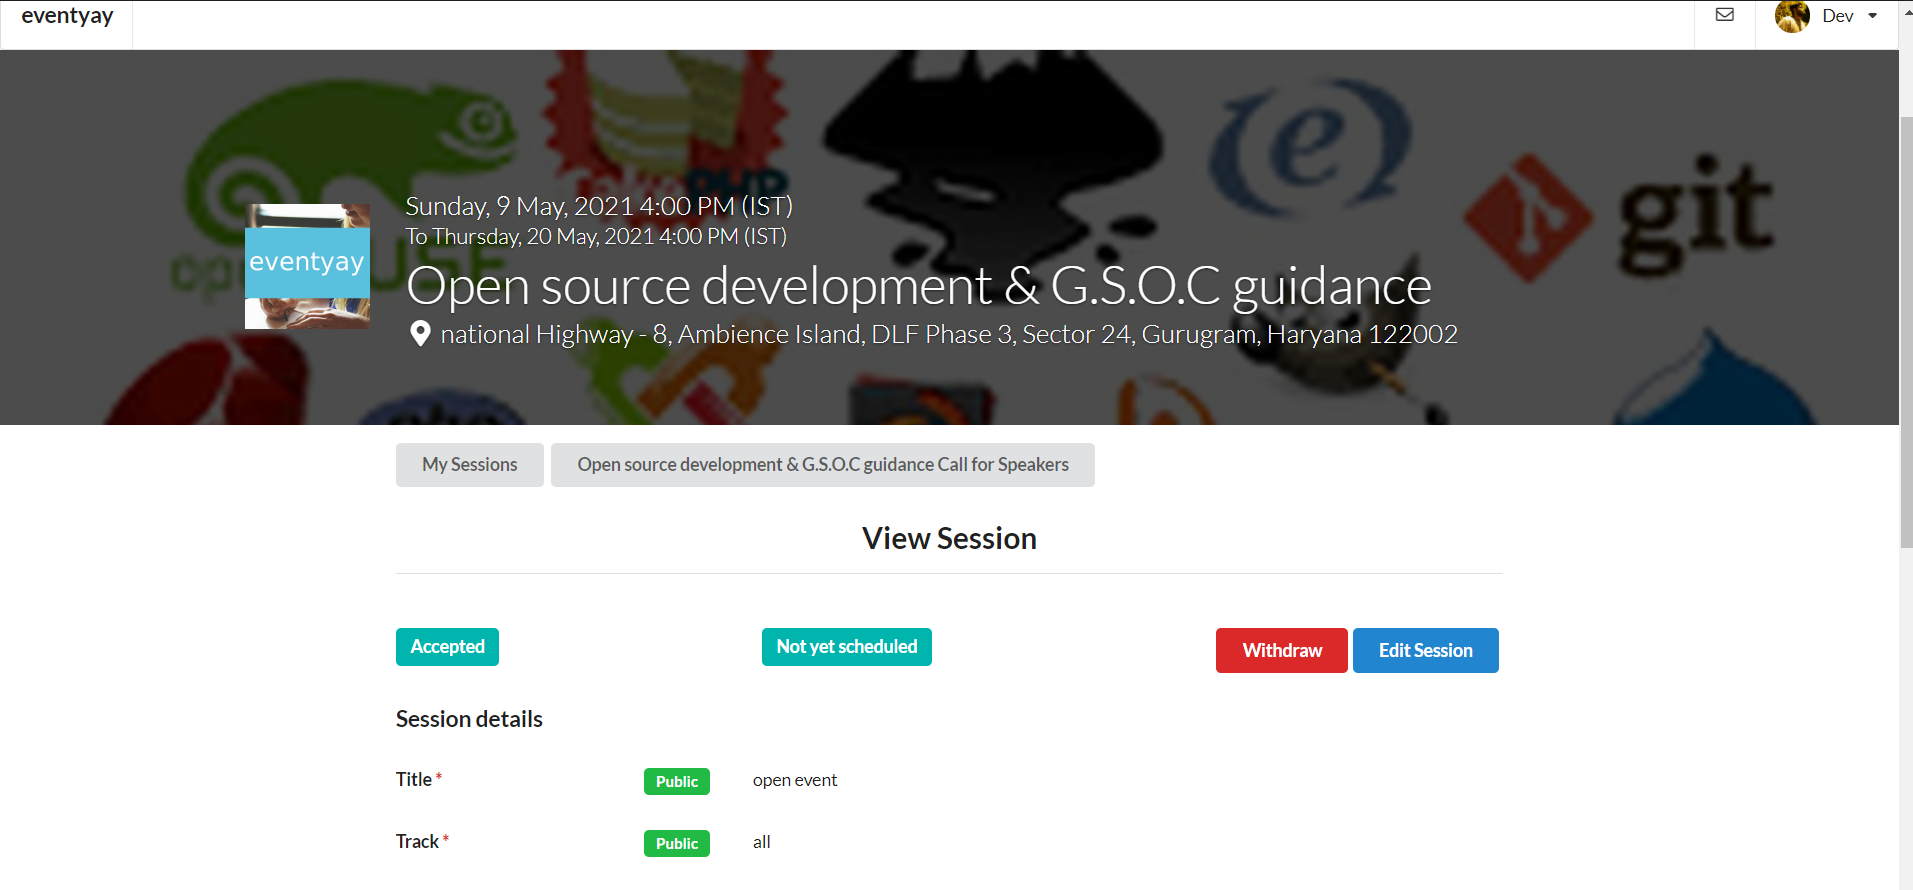 eventyay
Dev
Sunday, 9 May, 2021 4:00 PM (IST)
To Thursday, 20 May, 2021 4:00 PM (IST)
eventyay
Open source development & G.S.O.C guidance
national Highway - 8, Ambience Island, DLF Phase 3, Sector 24, Gurugram, Haryana 122002
git
My Sessions
Open source development & G.S.O.C guidance Call for Speakers
View Session
Accepted
Not yet scheduled
Withdraw
Edit Session
Session details
Title *
Public
open event
Track *
Public
all